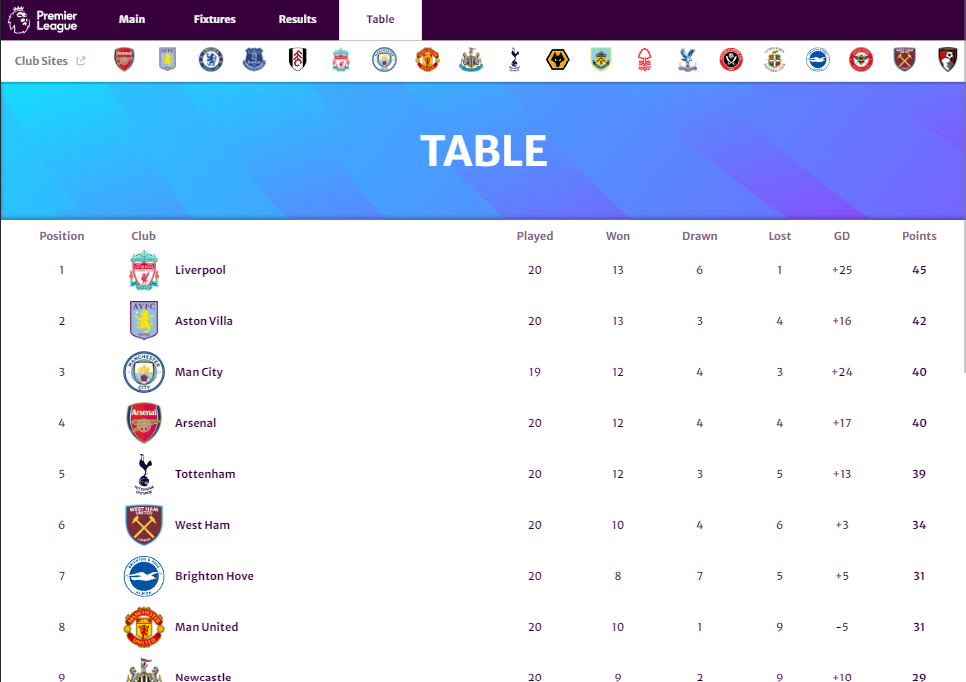 Premier League
Main Fixtures Results Table
Club Sites
TABLE
Position Club Played Won Drawn Lost GD Points
1 Liverpool 20 13 6 1 +25 45
2 Aston Villa 20 13 3 4 +16 42
3 Man City 19 12 4 3 +24 40
4 Arsenal 20 12 4 4 +17 40
5 Tottenham 20 12 3 5 +13 39
6 West Ham 20 10 4 6 +3 34
7 Brighton Hove 20 8 7 5 +5 31
8 Man United 20 10 1 9 -5 31
9 Newcastle 20 9 2 9 +10 29